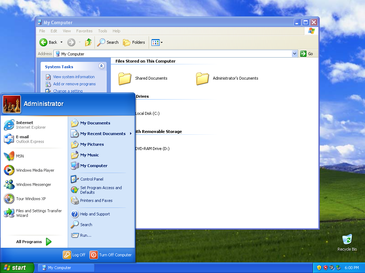 My Computer
File Edit View Favorites Tools Help
Back
Search
Folders
Address
My Computer
Go
System Tasks
View system information
Add or remove programs
Change a setting
Files Stored on This Computer
Shared Documents
Administrator's Documents
Drives
Local Disk (C:)
th Removable Storage
DVD-RAM Drive (D:)
Administrator
Internet
Internet Explorer
E-mail
Outlook Express
MSN
Windows Media Player
Windows Messenger
Tour Windows XP
Files and Settings Transfer
Wizard
All Programs
My Documents
My Recent Documents
My Pictures
My Music
My Computer
Control Panel
Set Program Access and
Defaults
Printers and Faxes
Help and Support
Search
Run...
Log Off
Turn Off Computer
Recycle Bin
start
My Computer
6:00 PM